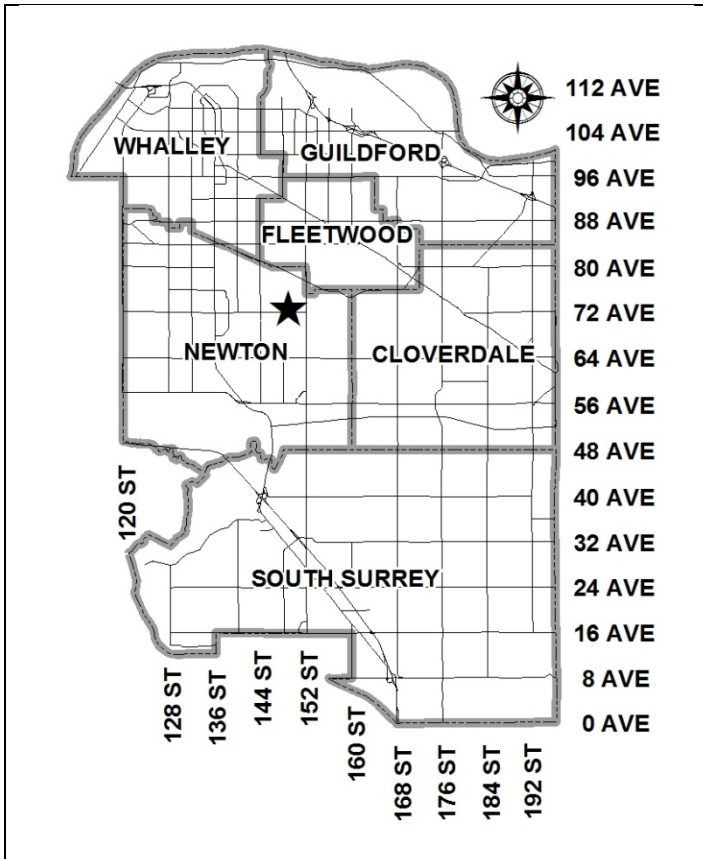 112 AVE
104 AVE
WHALLEY
GUILDFORD
96 AVE
88 AVE
FLEETWOOD
80 AVE
72 AVE
NEWTON
CLOVERDALE
64 AVE
56 AVE
48 AVE
120 ST
40 AVE
32 AVE
SOUTH SURREY
24 AVE
16 AVE
8 AVE
0 AVE
128 ST
136 ST
144 ST
152 ST
160 ST
168 ST
176 ST
184 ST
192 ST